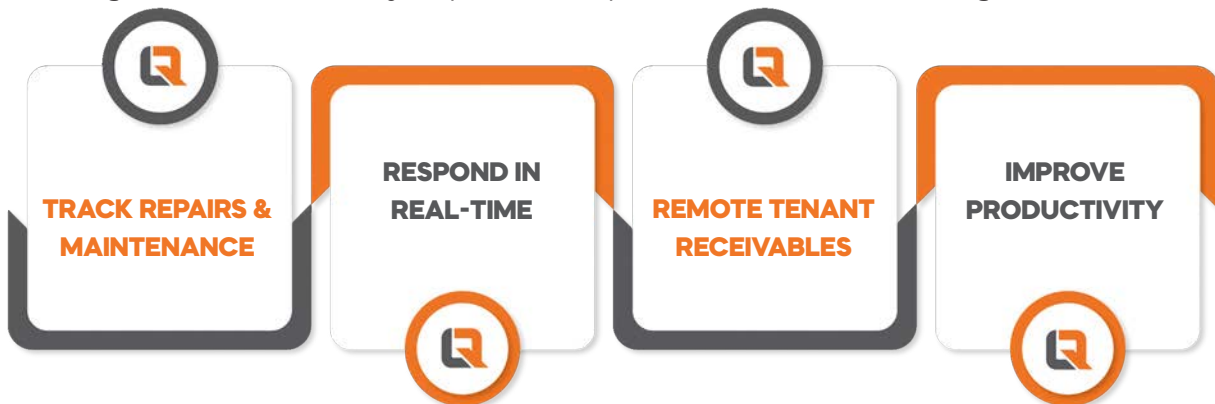 TRACK REPAIRS &
MAINTENANCE
RESPOND IN
REAL-TIME
REMOTE TENANT
RECEIVABLES
IMPROVE
PRODUCTIVITY